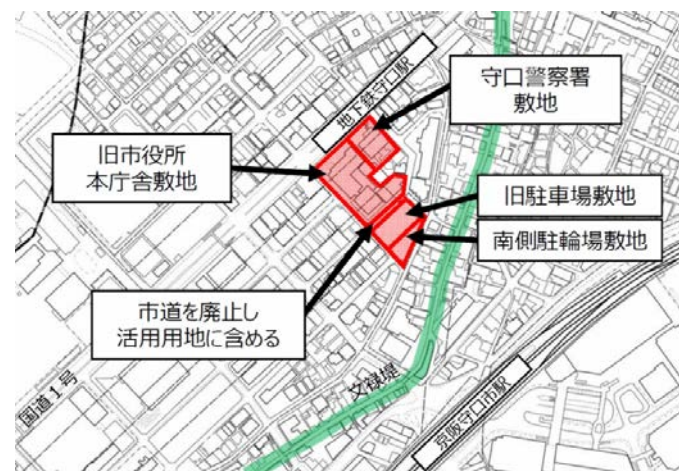 地下鉄守口駅
守口警察署
敷地
旧市役所
本庁舎敷地
旧駐車場敷地
南側駐輪場敷地
市道を廃止し
活用用地に含める
国道1号
文禄堤
京阪守口市駅